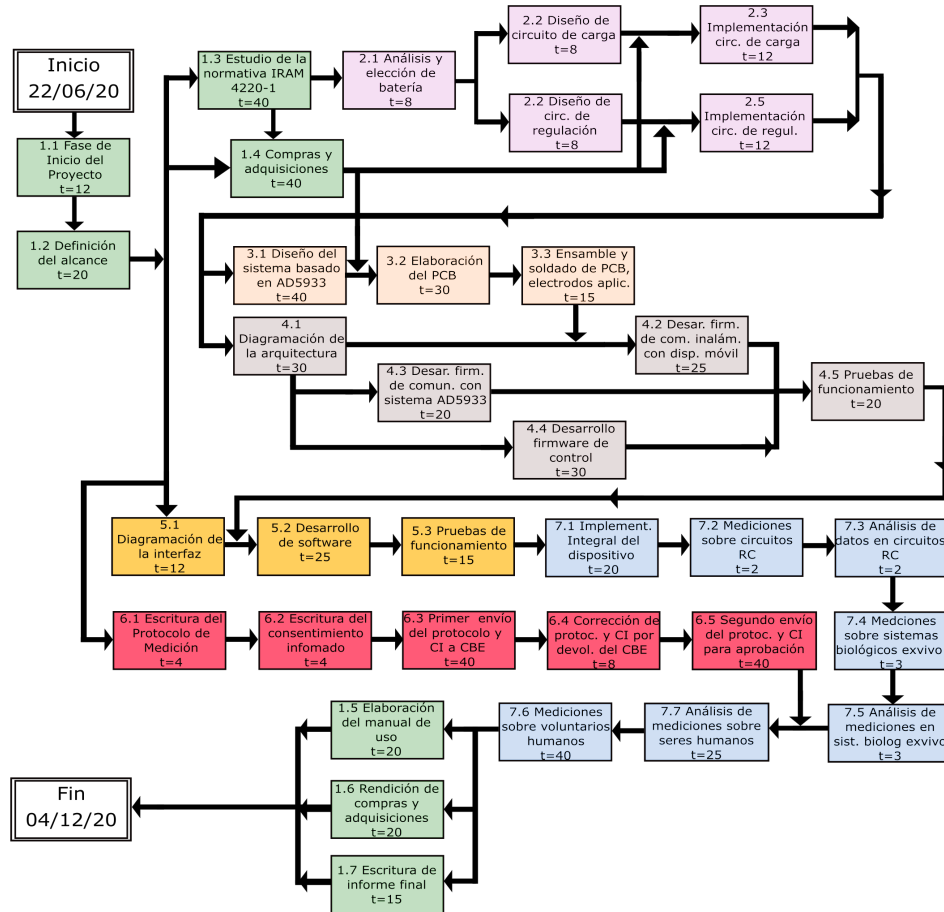 Inicio
22/06/20
1.1 Fase de
Inicio del
Proyecto
t=12
1.2 Definición
del alcance
t=20
1.3 Estudio de la
normativa IRAM
4220-1
t=40
1.4 Compras y
adquisiciones
t=40
2.1 Análisis y
elección de
batería
t=8
2.2 Diseño de
circuito de carga
t=8
2.2 Diseño de
circ. de
regulación
t=8
2.3
Implementación
circ. de carga
t=12
2.5
Implementación
circ. de regul.
t=12
3.1 Diseño del
sistema basado
en AD5933
t=40
3.2 Elaboración
del PCB
t=30
3.3 Ensamble y
soldado de PCB,
electrodos aplic.
t=15
4.1
Diagramación de
la arquitectura
t=30
4.2 Desar. firm.
de com. inalám.
con disp. móvil
t=25
4.3 Desar. firm.
de comun. con
sistema AD5933
t=20
4.4 Desarrollo
firmware de
control
t=30
4.5 Pruebas de
funcionamiento
t=20
5.1
Diagramación de
la interfaz
t=12
5.2 Desarrollo
de software
t=25
5.3 Pruebas de
funcionamiento
t=15
7.1 Implement.
Integral del
dispositivo
t=20
7.2 Mediciones
sobre circuitos
RC
t=2
7.3 Análisis de
datos en circuitos
RC
t=2
6.1 Escritura del
Protocolo de
Medición
t=4
6.2 Escritura del
consentimiento
infomado
t=4
6.3 Primer envío
del protocolo y
CI a CBE
t=40
6.4 Corrección de
protoc. y CI por
devol. del CBE
t=8
6.5 Segundo envío
del protoc. y CI
para aprobación
t=40
7.4 Medciones
sobre sistemas
biológicos exvivo
t=3
7.5 Análisis de
mediciones en
sist. biolog exvivo
t=3
7.7 Análisis de
mediciones sobre
seres humanos
t=25
7.6 Mediciones
sobre voluntarios
humanos
t=40
1.5 Elaboración
del manual de
uso
t=20
1.6 Rendición de
compras y
adquisiciones
t=20
1.7 Escritura de
informe final
t=15
Fin
04/12/20